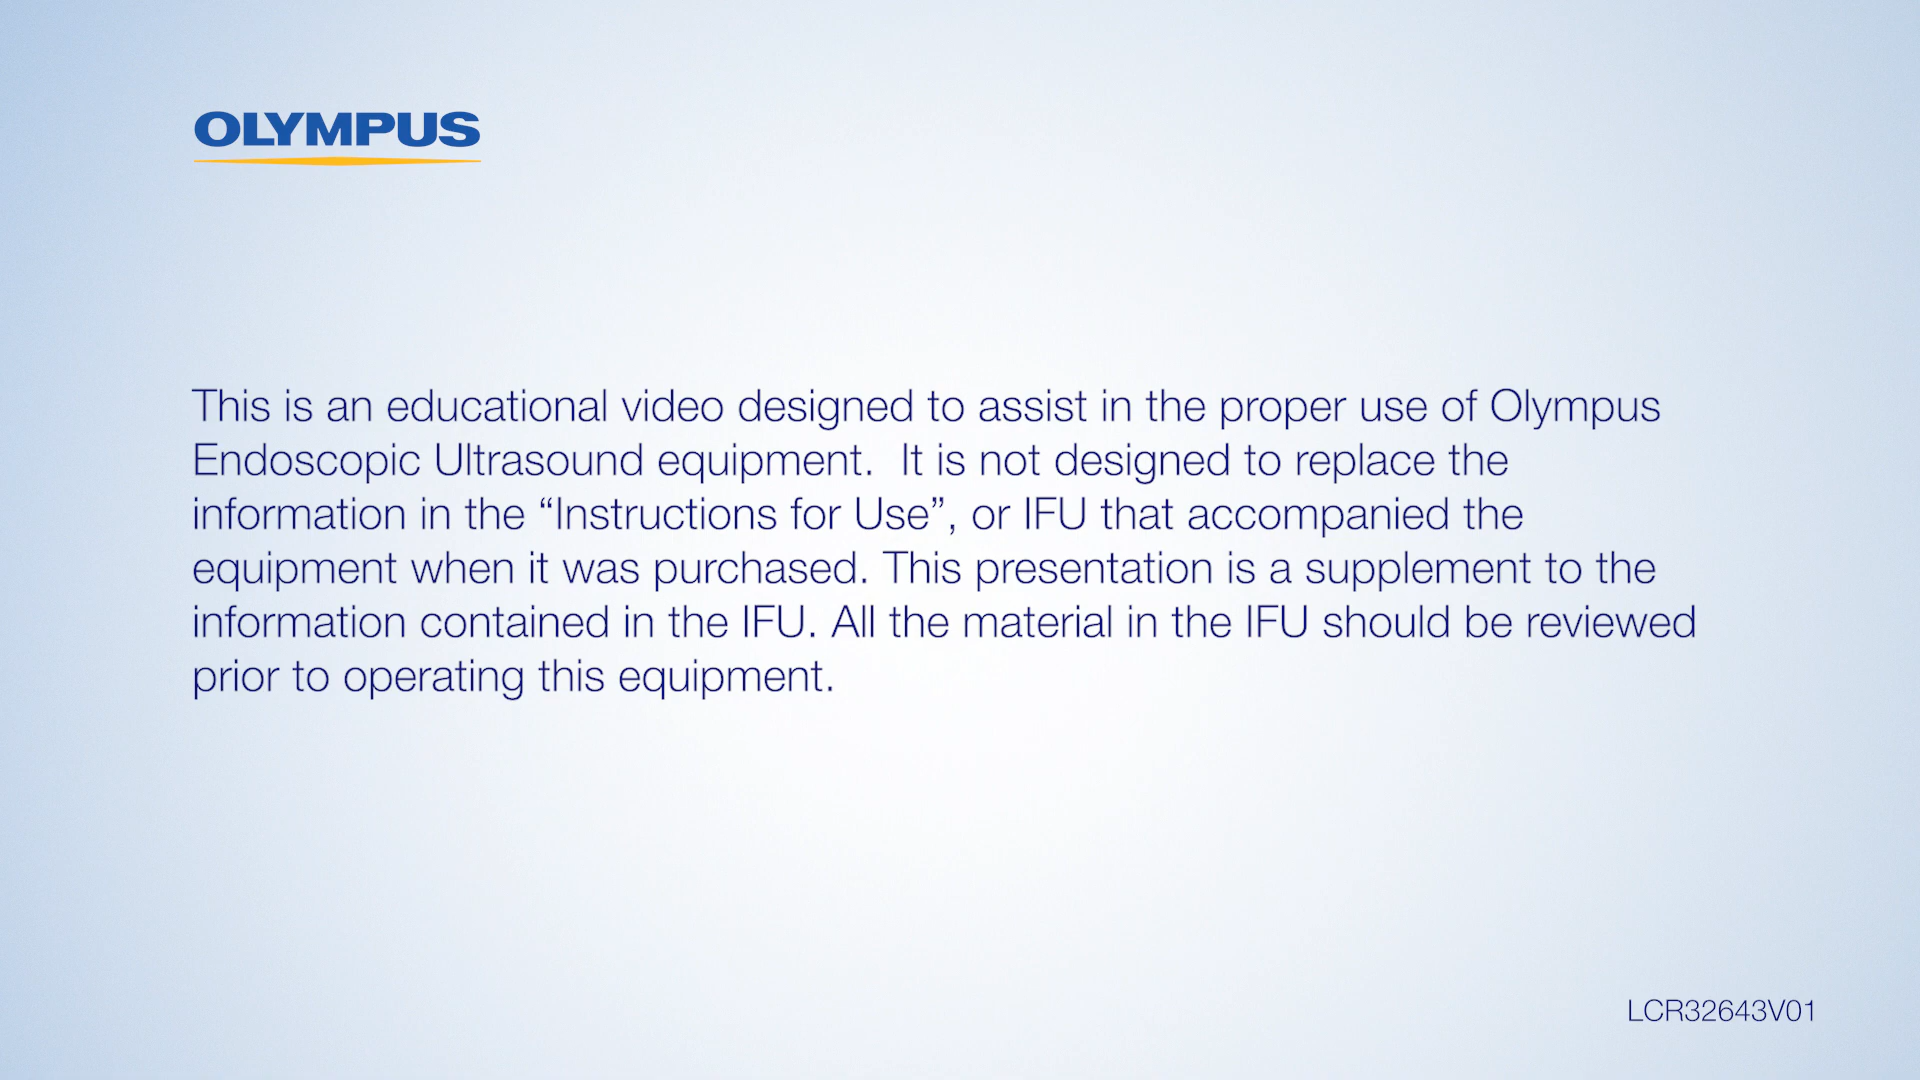 OLYMPUS
This is an educational video designed to assist in the proper use of Olympus
Endoscopic Ultrasound equipment.  It is not designed to replace the
information in the “Instructions for Use”, or IFU that accompanied the
equipment when it was purchased. This presentation is a supplement to the
information contained in the IFU. All the material in the IFU should be reviewed
prior to operating this equipment.
LCR32643V01